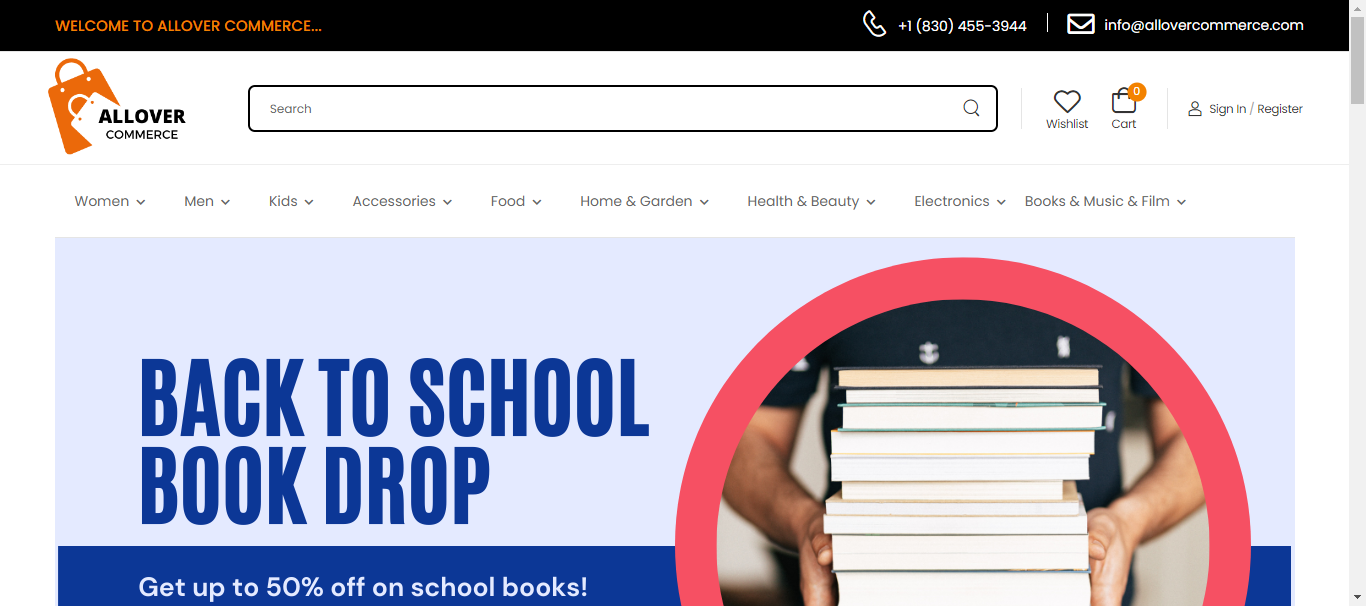 WELCOME TO ALLOVER COMMERCE...
+1 (830) 455-3944
info@allovercommerce.com
ALLOVER
COMMERCE
Search
Wishlist
0
Cart
Sign In / Register
Women
Men
Kids
Accessories
Food
Home & Garden
Health & Beauty
Electronics
Books & Music & Film
BACK TO SCHOOL
BOOK DROP
Get up to 50% off on school books!